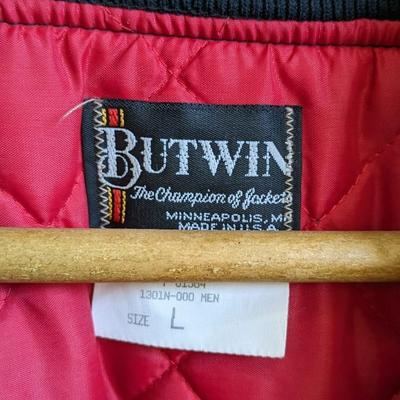 BUTWIN
The Champion of Jackets
MINNEAPOLIS, MN
MADE IN U.S.A.
1301N-000 MEN
SIZE L